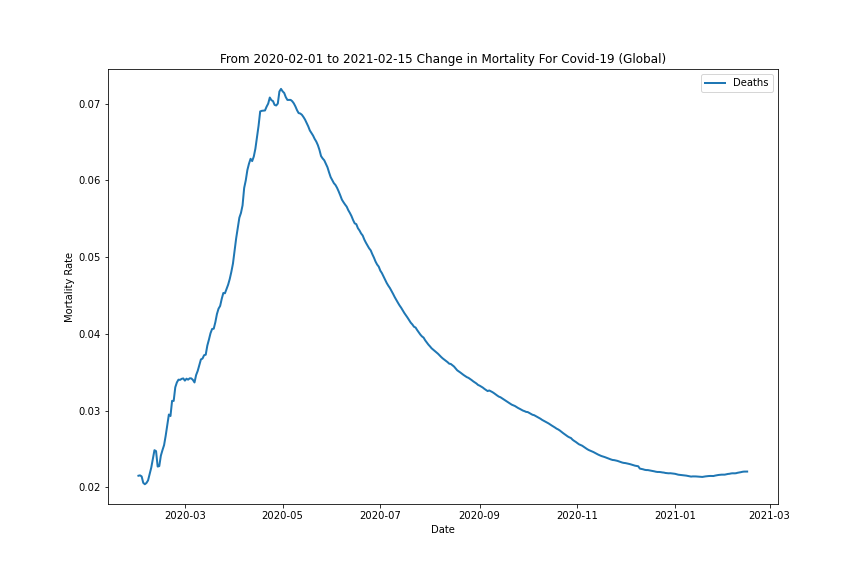 From 2020-02-01 to 2021-02-15 Change in Mortality For Covid-19 (Global)
Deaths
0.07
0.06
0.05
0.04
0.03
0.02
Mortality Rate
2020-03 2020-05 2020-07 2020-09 2020-11 2021-01 2021-03
Date